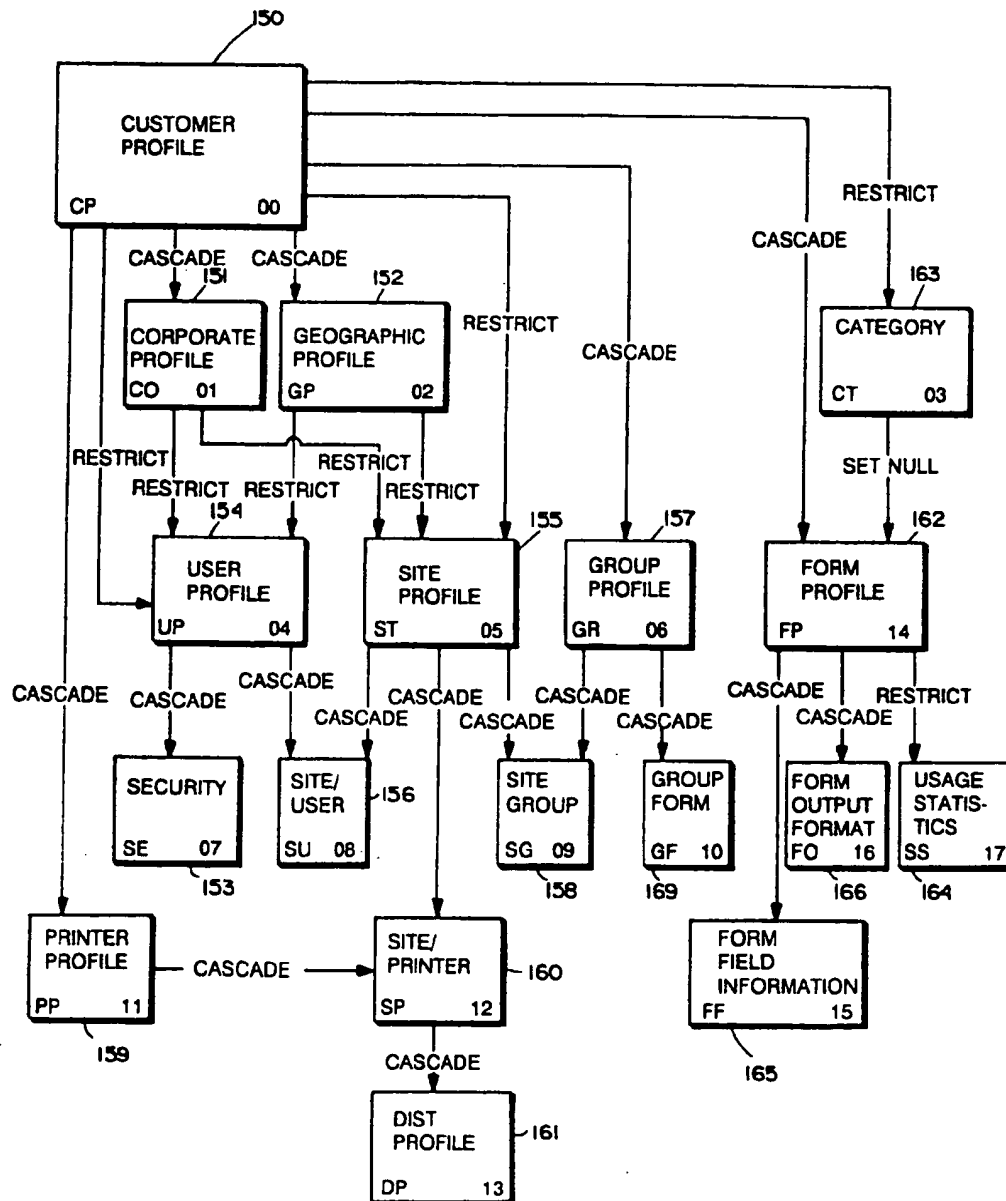 150
CUSTOMER
PROFILE
CP 00
CASCADE CASCADE
151
152
RESTRICT
CASCADE
163
CORPORATE
PROFILE
CO 01
GEOGRAPHIC
PROFILE
GP 02
RESTRICT
CASCADE
CATEGORY
CT 03
RESTRICT
RESTRICT
RESTRICT
RESTRICT
RESTRICT
SET NULL
154
155
157
162
USER
PROFILE
UP 04
SITE
PROFILE
ST 05
GROUP
PROFILE
GR 06
FORM
PROFILE
FP 14
CASCADE
CASCADE
CASCADE
CASCADE
CASCADE
CASCADE
CASCADE
CASCADE
CASCADE
CASCADE
RESTRICT
SECURITY
SE 07
153
SITE/
USER
SU 08
156
SITE
GROUP
SG 09
158
GROUP
FORM
GF 10
169
FORM
OUTPUT
FORMAT
FO 16
166
USAGE
STATIS-
TICS
SS 17
164
PRINTER
PROFILE
PP 11
159
CASCADE
SITE/
PRINTER
SP 12
160
FORM
FIELD
INFORMATION
FF 15
165
CASCADE
DIST
PROFILE
DP 13
161